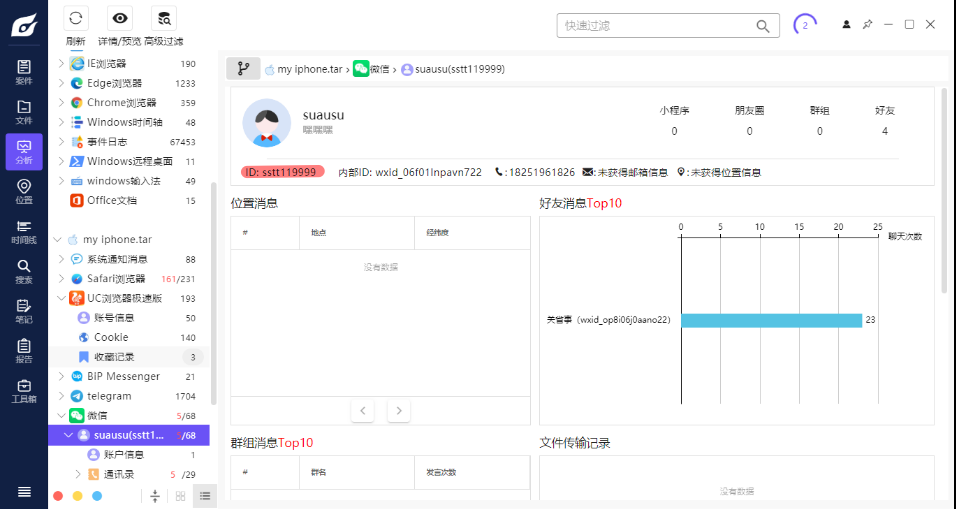 刷新 详情/预览 高级过滤
快速过滤
2
案件
文件
分析
位置
时间线
搜索
笔记
报告
工具箱
IE浏览器 190
Edge浏览器 1233
Chrome浏览器 359
Windows时间轴 48
事件日志 67453
Windows远程桌面 11
windows输入法 49
Office文档 15
my iphone.tar
系统通知消息 88
Safari浏览器 161/231
UC浏览器极速版 193
账号信息 50
Cookie 140
收藏记录 3
BiP Messenger 21
telegram 1704
微信 5/68
suausu(sstt1... 5/68
账户信息 1
通讯录 5 /29
my iphone.tar › 微信 › suausu(sstt119999)
suausu
嘿嘿嘿
小程序 朋友圈 群组 好友
0 0 0 4
ID: sstt119999 内部ID: wxid_06f01lnpavn722 : 18251961826 : 未获得邮箱信息 : 未获得位置信息
位置消息
# 地点 经纬度
没有数据
好友消息Top10
0 5 10 15 20 25
聊天次数
关省事 (wxid_op8i06j0aano22) 23
群组消息Top10
# 群名 发言次数
文件传输记录
没有数据